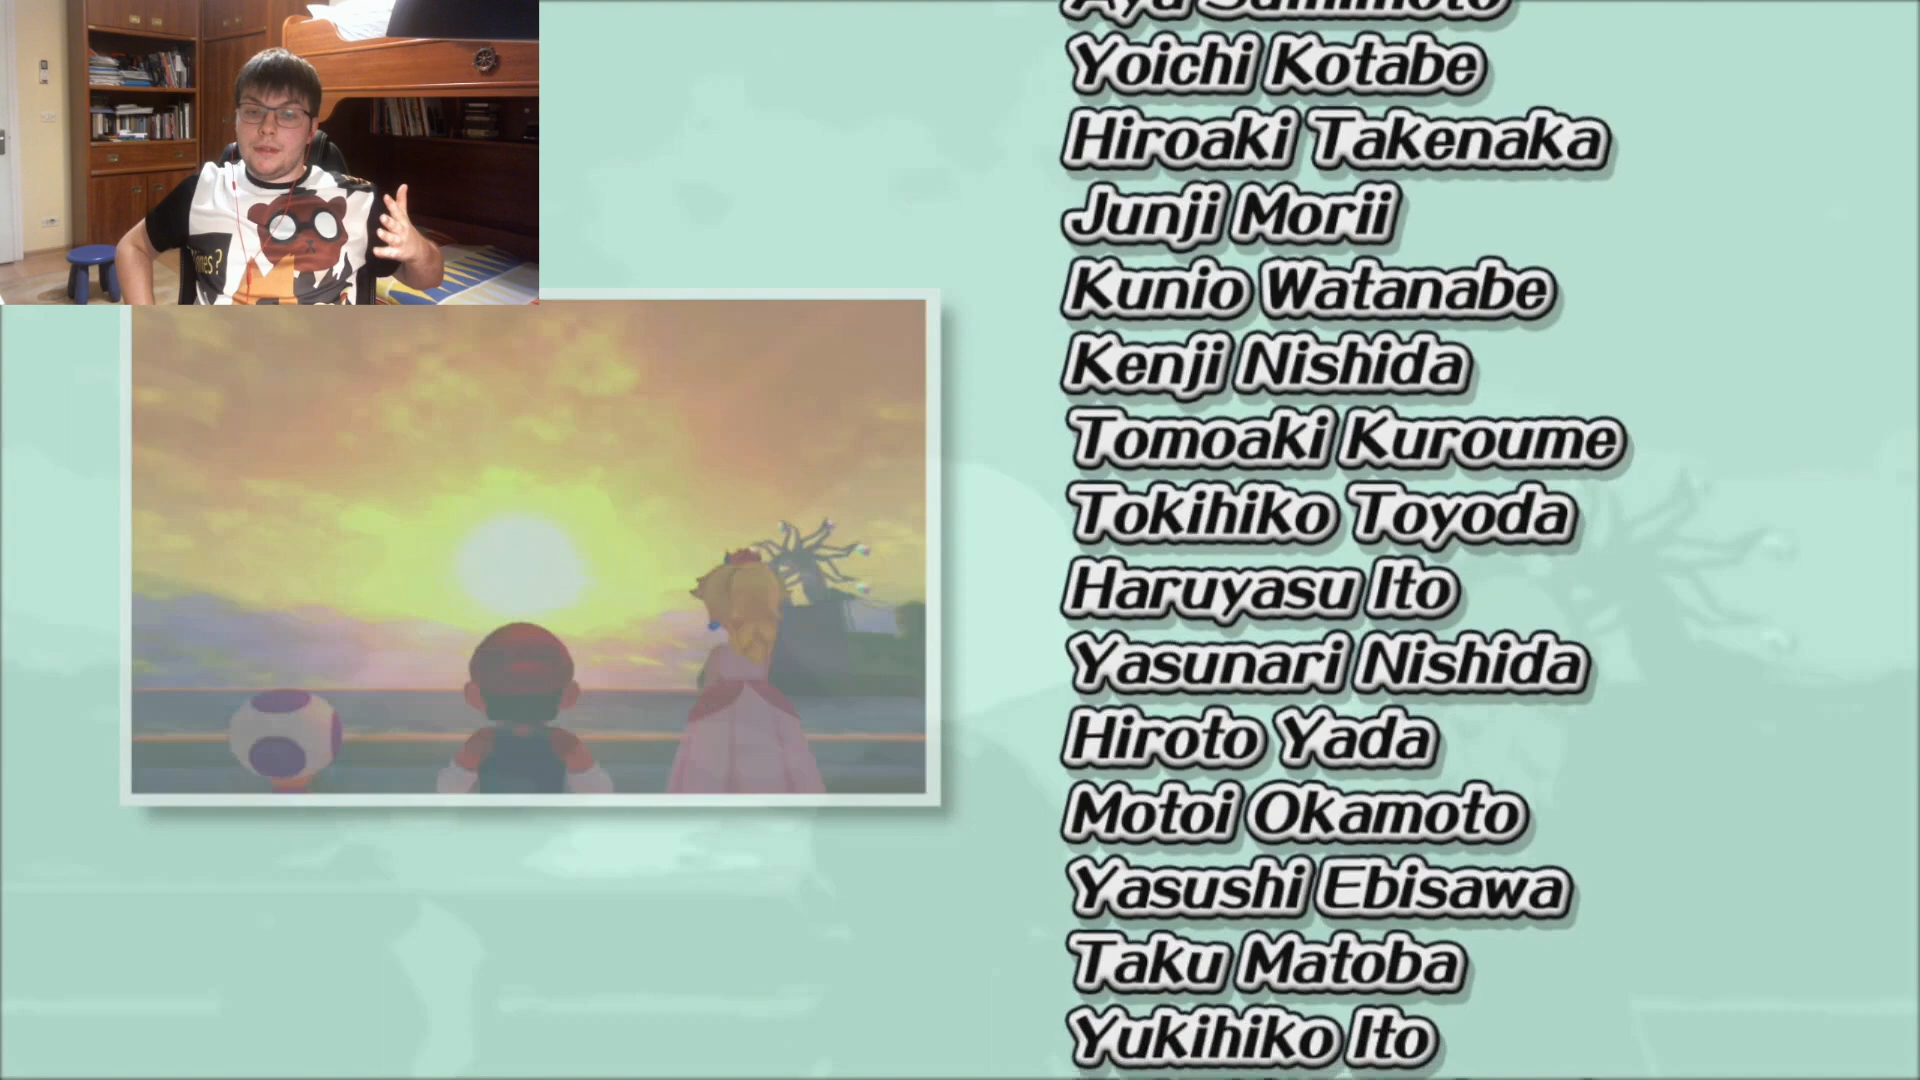 Yoichi Kotabe
Hiroaki Takenaka
Junji Morii
Kunio Watanabe
Kenji Nishida
Tomoaki Kuroume
Tokihiko Toyoda
Haruyasu Ito
Yasunari Nishida
Hiroto Yada
Motoi Okamoto
Yasushi Ebisawa
Taku Matoba
Yukihiko Ito